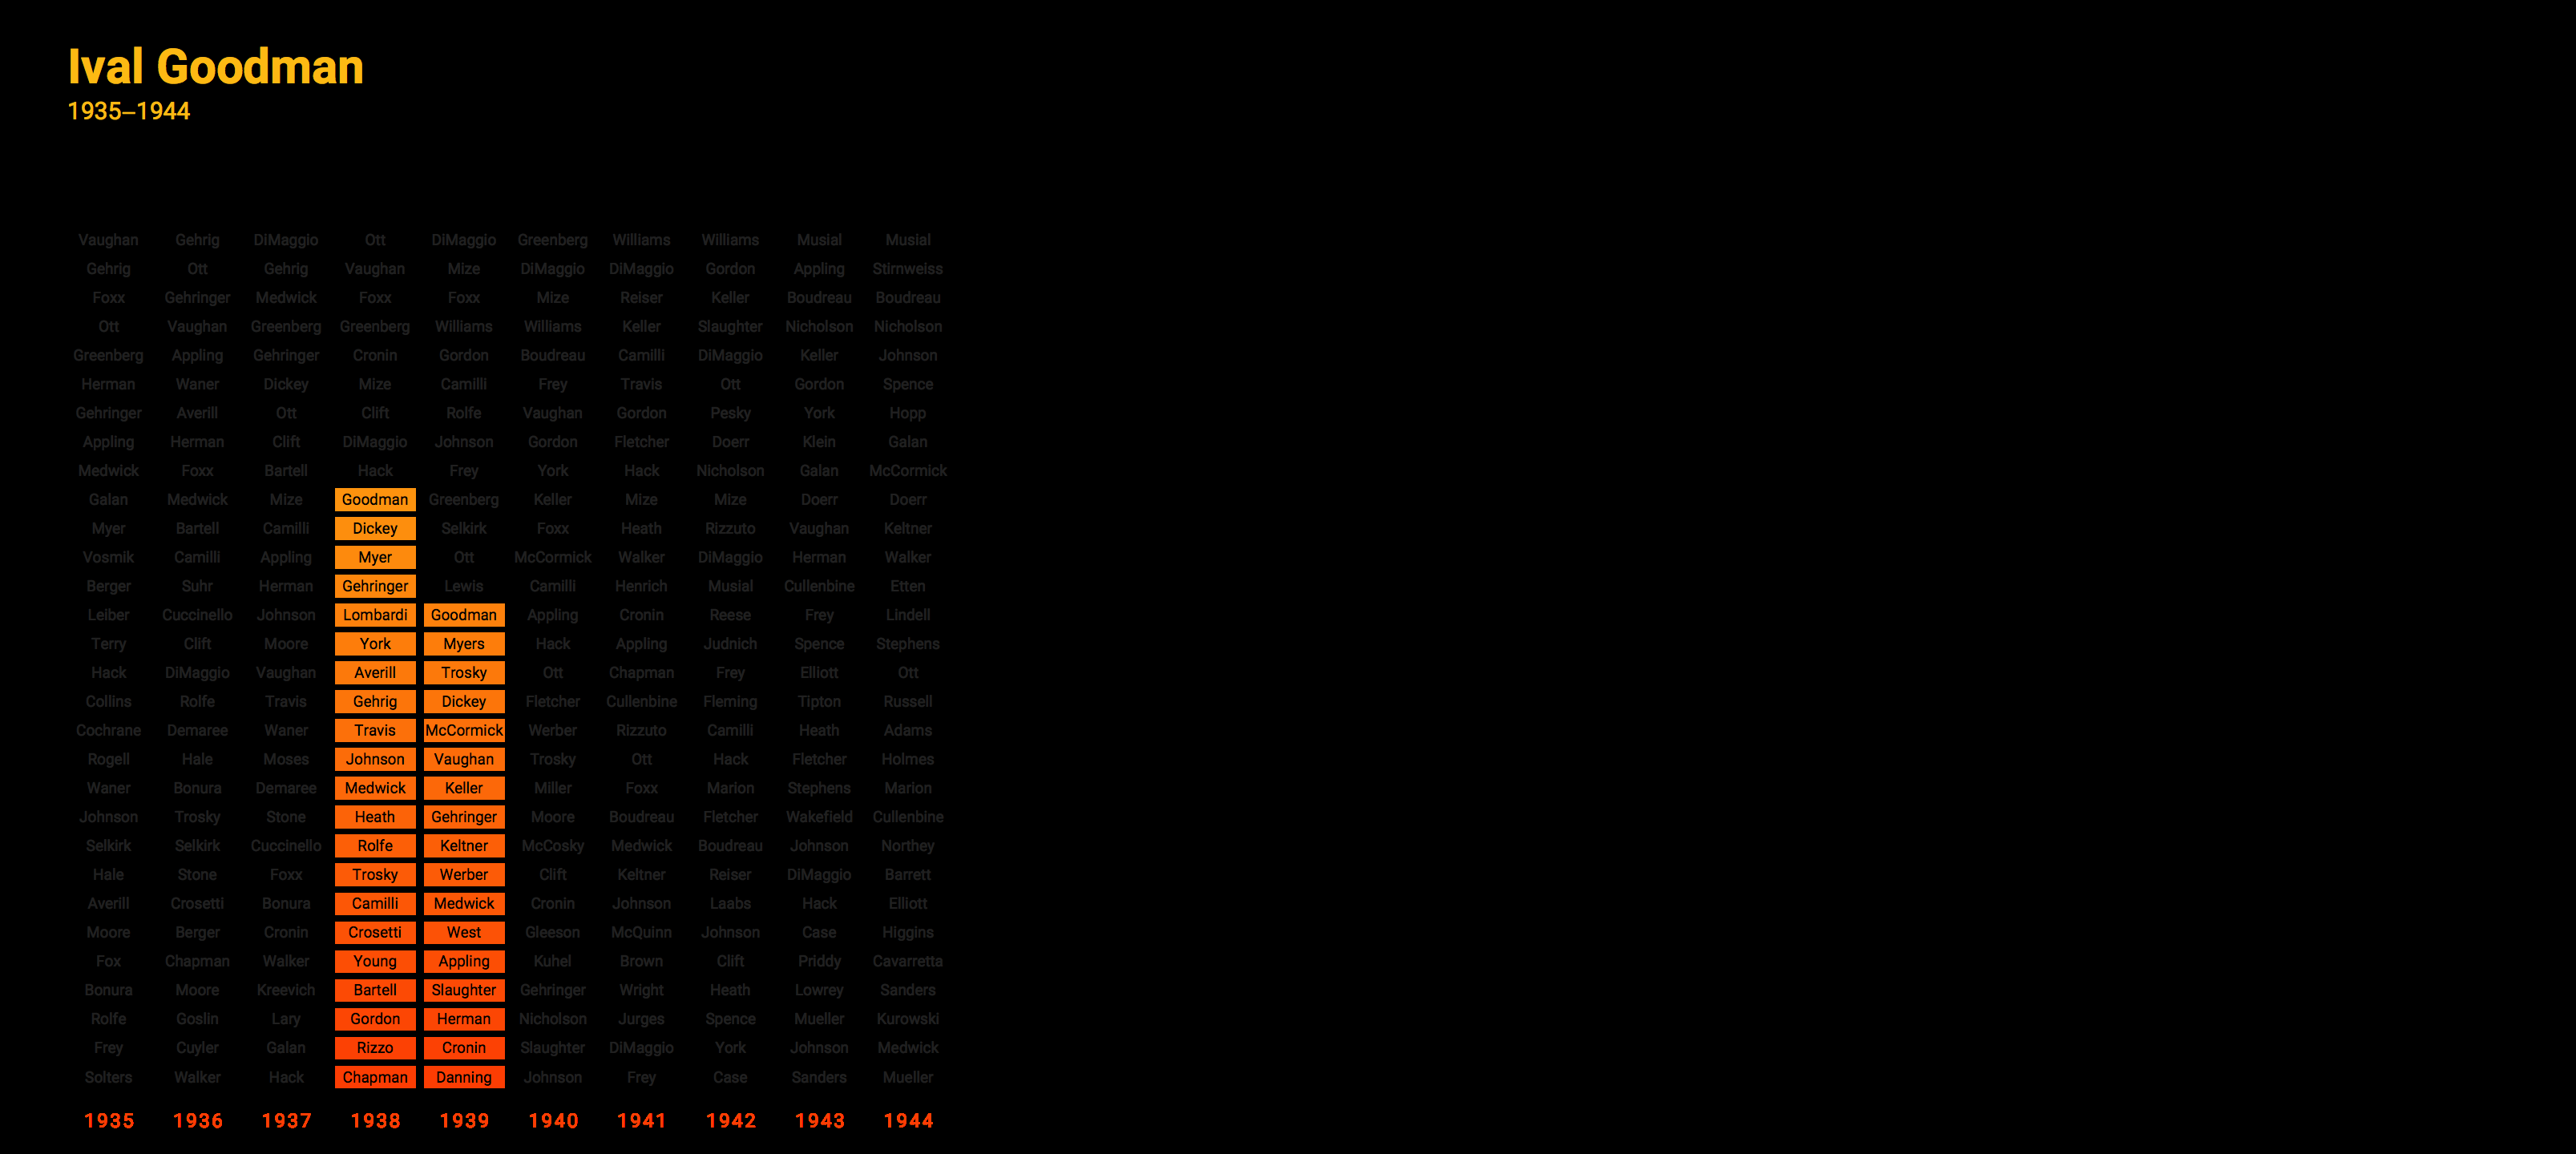 Ival Goodman
1935–1944
Vaughan Gehrig DiMaggio Ott DiMaggio Greenberg Williams Williams Musial Musial
Gehrig Ott Gehrig Vaughan Mize DiMaggio DiMaggio Gordon Appling Stirnweiss
Foxx Gehringer Medwick Foxx Foxx Mize Reiser Keller Boudreau Boudreau
Ott Vaughan Greenberg Greenberg Williams Williams Keller Slaughter Nicholson Nicholson
Greenberg Appling Gehringer Cronin Gordon Boudreau Camilli DiMaggio Keller Johnson
Herman Waner Dickey Mize Camilli Frey Travis Ott Gordon Spence
Gehringer Averill Ott Clift Rolfe Vaughan Gordon Pesky York Hopp
Appling Herman Clift DiMaggio Johnson Gordon Fletcher Doerr Klein Galan
Medwick Foxx Bartell Hack Frey York Hack Nicholson Galan McCormick
Galan Medwick Mize Goodman Greenberg Keller Mize Mize Doerr Doerr
Myer Bartell Camilli Dickey Selkirk Foxx Heath Rizzuto Vaughan Keltner
Vosmik Camilli Appling Myer Ott McCormick Walker DiMaggio Herman Walker
Berger Suhr Herman Gehringer Lewis Camilli Henrich Musial Cullenbine Etten
Leiber Cuccinello Johnson Lombardi Goodman Appling Cronin Reese Frey Lindell
Terry Clift Moore York Myers Hack Appling Judnich Spence Stephens
Hack DiMaggio Vaughan Averill Trosky Ott Chapman Frey Elliott Ott
Collins Rolfe Travis Gehrig Dickey Fletcher Cullenbine Fleming Tipton Russell
Cochrane Demaree Waner Travis McCormick Werber Rizzuto Camilli Heath Adams
Rogell Hale Moses Johnson Vaughan Trosky Ott Hack Fletcher Holmes
Waner Bonura Demaree Medwick Keller Miller Foxx Marion Stephens Marion
Johnson Trosky Stone Heath Gehringer Moore Boudreau Fletcher Wakefield Cullenbine
Selkirk Selkirk Cuccinello Rolfe Keltner McCosky Medwick Boudreau Johnson Northey
Hale Stone Foxx Trosky Werber Clift Keltner Reiser DiMaggio Barrett
Averill Crosetti Bonura Camilli Medwick Cronin Johnson Laabs Hack Elliott
Moore Berger Cronin Crosetti West Gleeson McQuinn Johnson Case Higgins
Fox Chapman Walker Young Appling Kuhel Brown Clift Priddy Cavarretta
Bonura Moore Kreevich Bartell Slaughter Gehringer Wright Heath Lowrey Sanders
Rolfe Goslin Lary Gordon Herman Nicholson Jurges Spence Mueller Kurowski
Frey Cuyler Galan Rizzo Cronin Slaughter DiMaggio York Johnson Medwick
Solters Walker Hack Chapman Danning Johnson Frey Case Sanders Mueller
1935 1936 1937 1938 1939 1940 1941 1942 1943 1944